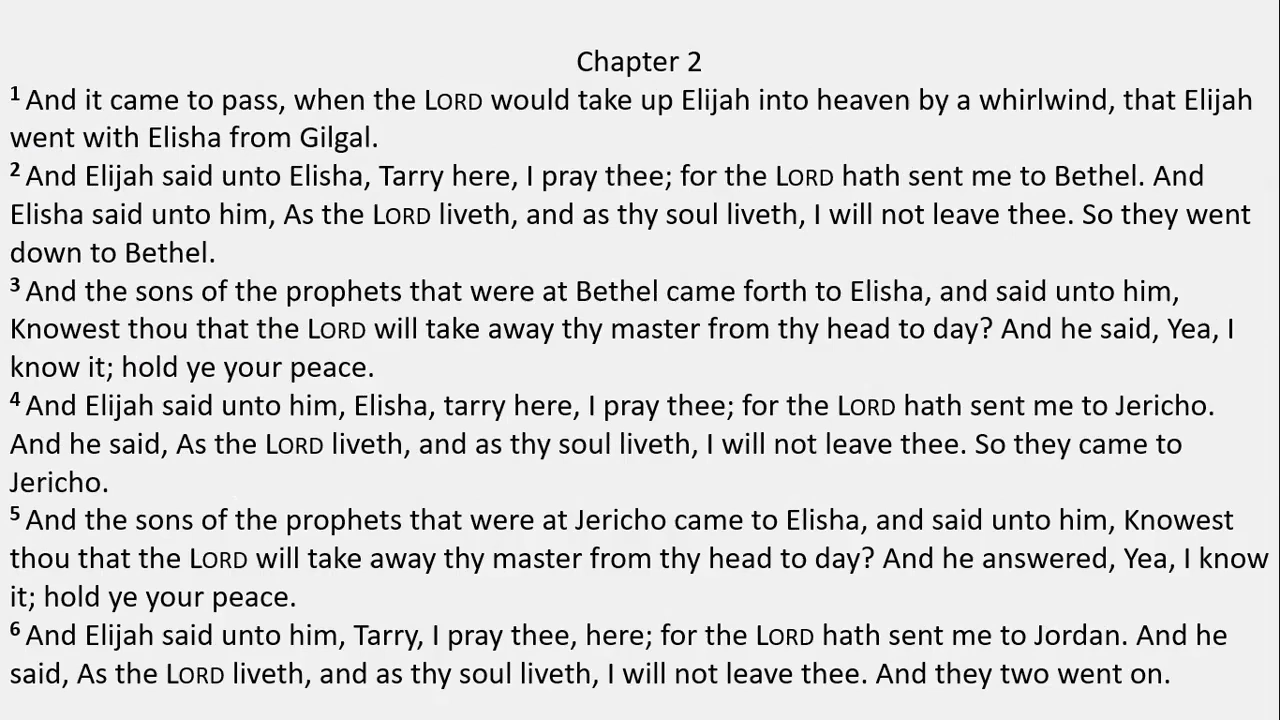 Chapter 2
1 And it came to pass, when the LORD would take up Elijah into heaven by a whirlwind, that Elijah
went with Elisha from Gilgal.
2 And Elijah said unto Elisha, Tarry here, I pray thee; for the LORD hath sent me to Bethel. And
Elisha said unto him, As the LORD liveth, and as thy soul liveth, I will not leave thee. So they went
down to Bethel.
3 And the sons of the prophets that were at Bethel came forth to Elisha, and said unto him,
Knowest thou that the LORD will take away thy master from thy head to day? And he said, Yea, I
know it; hold ye your peace.
4 And Elijah said unto him, Elisha, tarry here, I pray thee; for the LORD hath sent me to Jericho.
And he said, As the LORD liveth, and as thy soul liveth, I will not leave thee. So they came to
Jericho.
5 And the sons of the prophets that were at Jericho came to Elisha, and said unto him, Knowest
thou that the LORD will take away thy master from thy head to day? And he answered, Yea, I know
it; hold ye your peace.
6 And Elijah said unto him, Tarry, I pray thee, here; for the LORD hath sent me to Jordan. And he
said, As the LORD liveth, and as thy soul liveth, I will not leave thee. And they two went on.